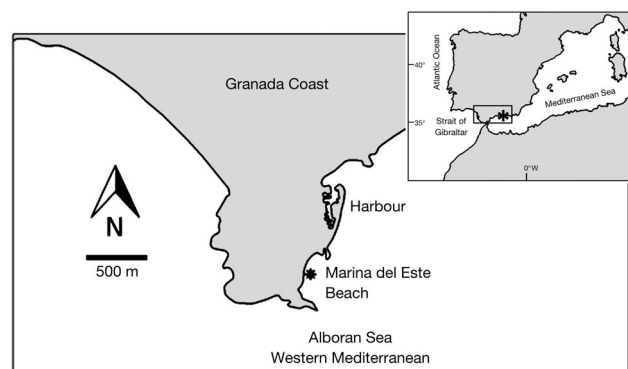 Granada Coast
Harbour
Marina del Este
Beach
Alboran Sea
Western Mediterranean
N
500 m
Atlantic Ocean
40°
35°
Mediterranean Sea
Strait of
Gibraltar
0°W